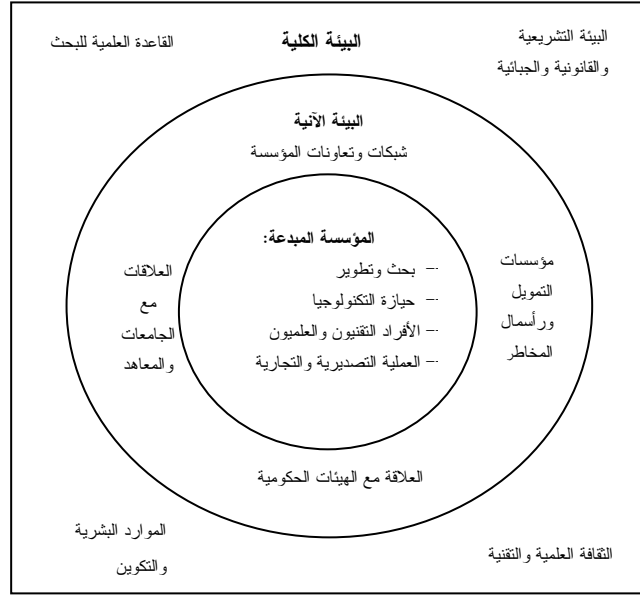 البيئة التشريعية
والقانونية والجبائية
البيئة الكلية
القاعدة العلمية للبحث
البيئة الآنية
شبكات وتعاونات المؤسسة
المؤسسة المبدعة:
– بحث وتطوير
– حيازة التكنولوجيا
– الأفراد التقنيون والعلميون
– العملية التصديرية والتجارية
مؤسسات
التمويل
ورأسمال
المخاطر
العلاقات
مع
الجامعات
والمعاهد
العلاقة مع الهيئات الحكومية
الثقافة العلمية والتقنية
الموارد البشرية
والتكوين